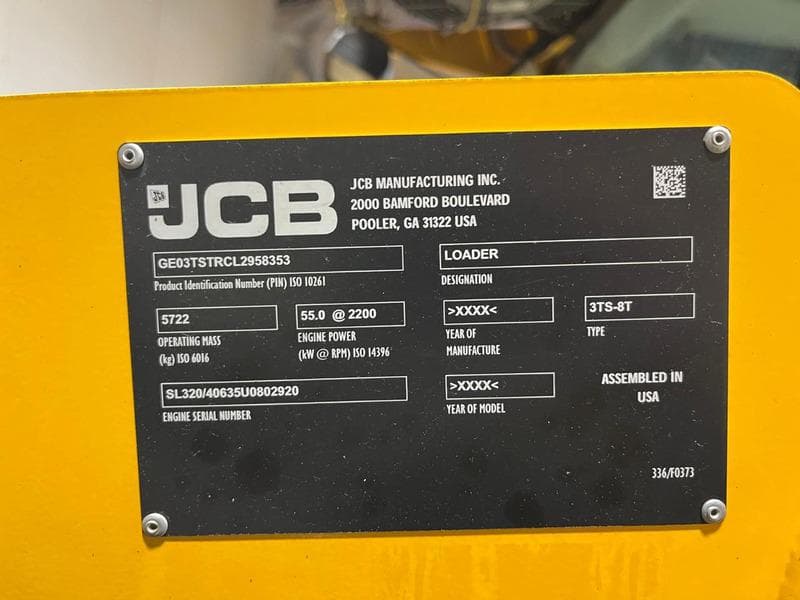 JCB
JCB MANUFACTURING INC.
2000 BAMFORD BOULEVARD
POOLER, GA 31322 USA
GE03TSTRCL2958353
Product Identification Number (PIN) ISO 10261
LOADER
DESIGNATION
5722
OPERATING MASS
(kg) ISO 6016
55.0 @ 2200
ENGINE POWER
(kW @ RPM) ISO 14396
>XXXX<
YEAR OF
MANUFACTURE
3TS-8T
TYPE
SL320/40635U0802920
ENGINE SERIAL NUMBER
>XXXX<
YEAR OF MODEL
ASSEMBLED IN
USA
336/F0373